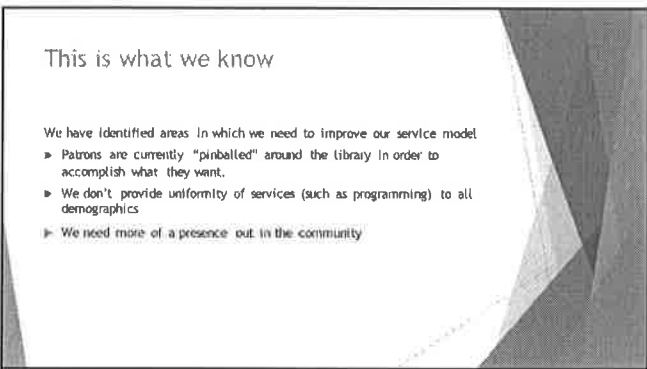 This is what we know
We have identified areas in which we need to improve our service model
▶ Patrons are currently "pinballed" around the library in order to
accomplish what they want.
▶ We don't provide uniformity of services (such as programming) to all
demographics
▶ We need more of a presence out in the community